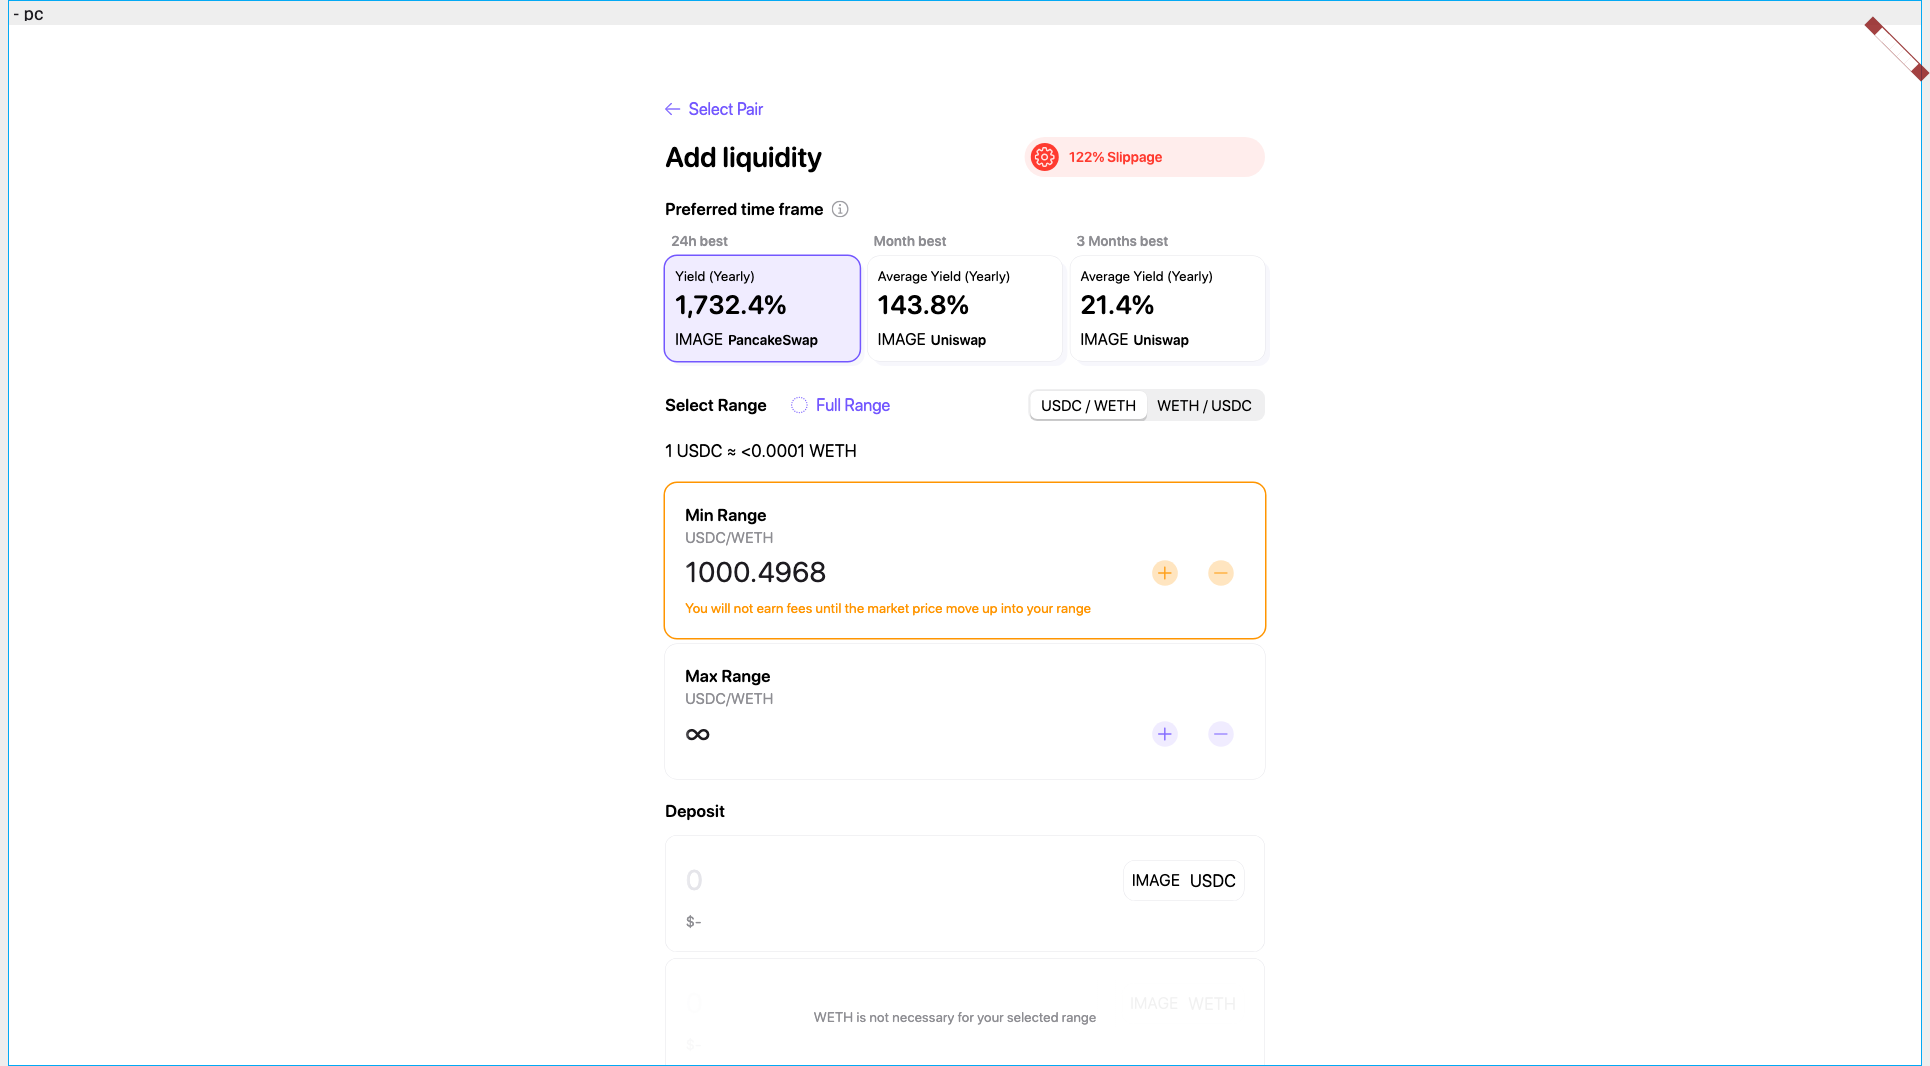 - pc
← Select Pair
Add liquidity
122% Slippage
Preferred time frame
24h best
Month best
3 Months best
Yield (Yearly)
1,732.4%
IMAGE PancakeSwap
Average Yield (Yearly)
143.8%
IMAGE Uniswap
Average Yield (Yearly)
21.4%
IMAGE Uniswap
Select Range
Full Range
USDC / WETH
WETH / USDC
1 USDC ≈ <0.0001 WETH
Min Range
USDC/WETH
1000.4968
You will not earn fees until the market price move up into your range
Max Range
USDC/WETH
∞
Deposit
0
IMAGE USDC
$-
0
IMAGE WETH
WETH is not necessary for your selected range
$-